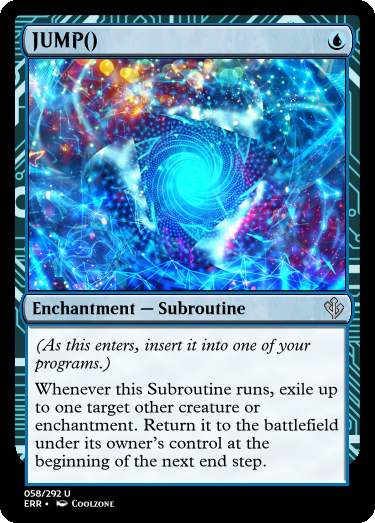 JUMP()
Enchantment — Subroutine
(As this enters, insert it into one of your
programs.)
Whenever this Subroutine runs, exile up
to one target other creature or
enchantment. Return it to the battlefield
under its owner's control at the
beginning of the next end step.
058/292 U
ERR • Coolzone